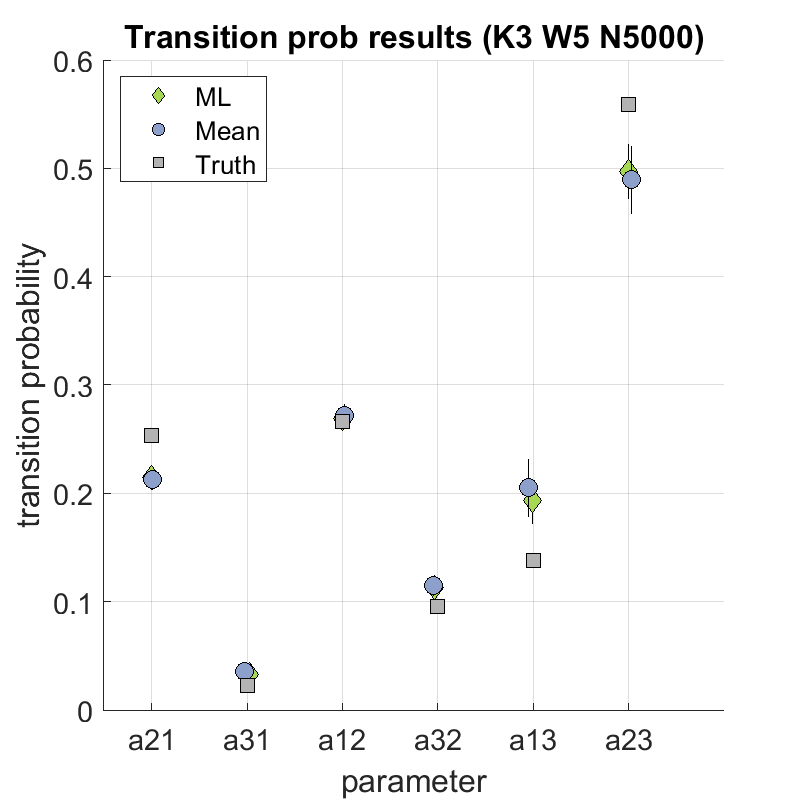 Transition prob results (K3 W5 N5000)
ML
Mean
Truth
transition probability
0.6
0.5
0.4
0.3
0.2
0.1
0
a21 a31 a12 a32 a13 a23
parameter